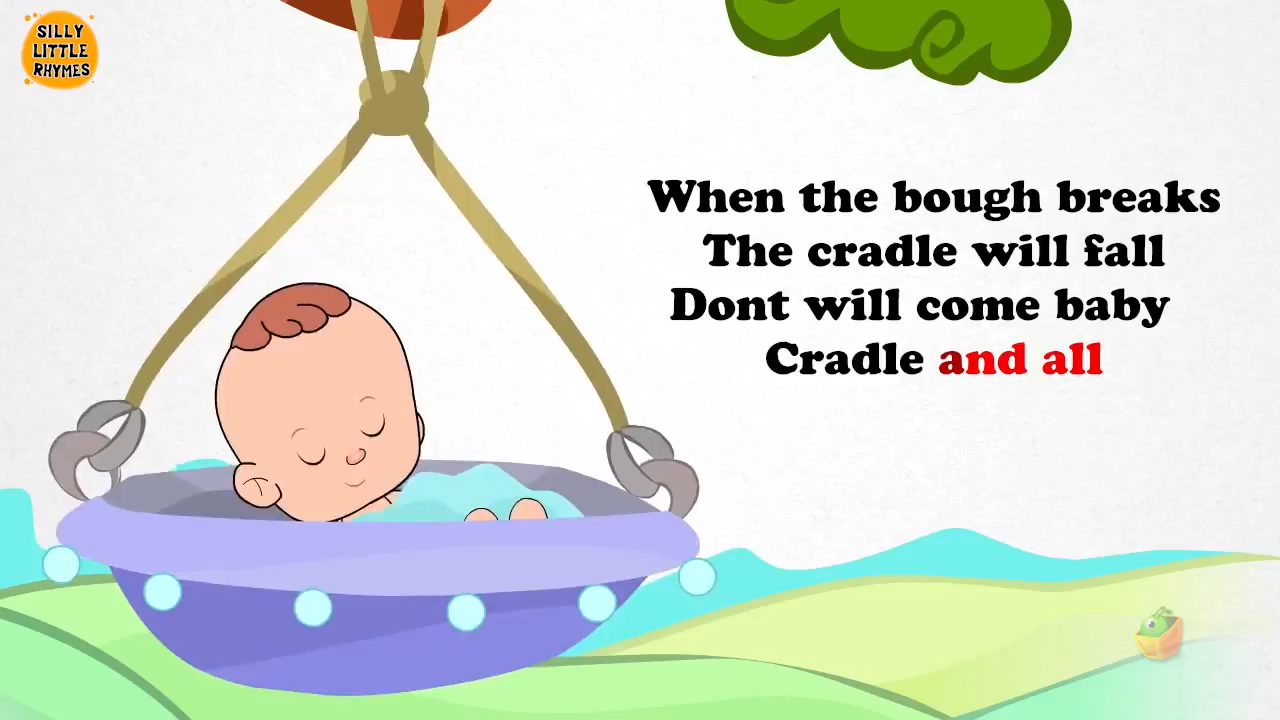 SILLY
LITTLE
RHYMES
When the bough breaks
The cradle will fall
Dont will come baby
Cradle and all